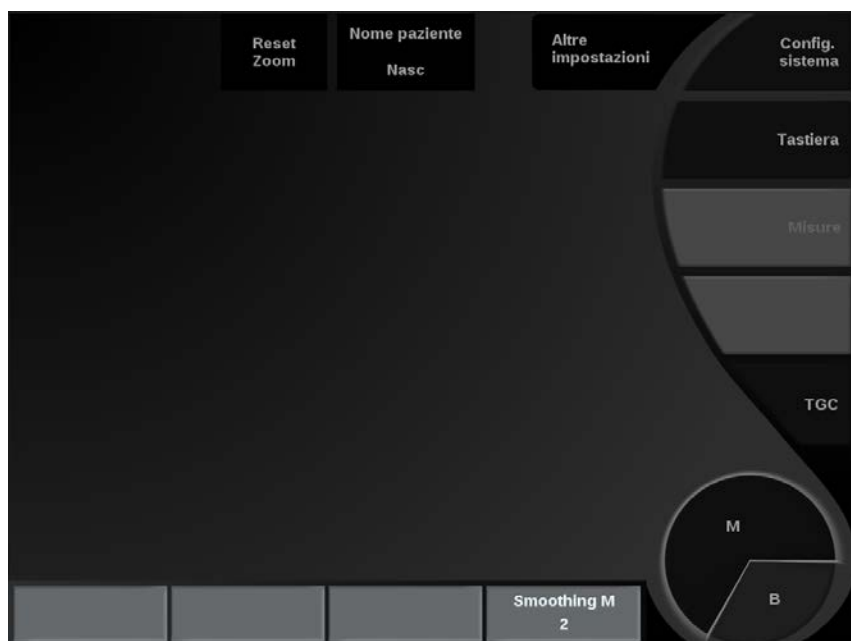 Reset
Zoom
Nome paziente
Nasc
Altre
impostazioni
Config.
sistema
Tastiera
Misure
TGC
M
B
Smoothing M
2